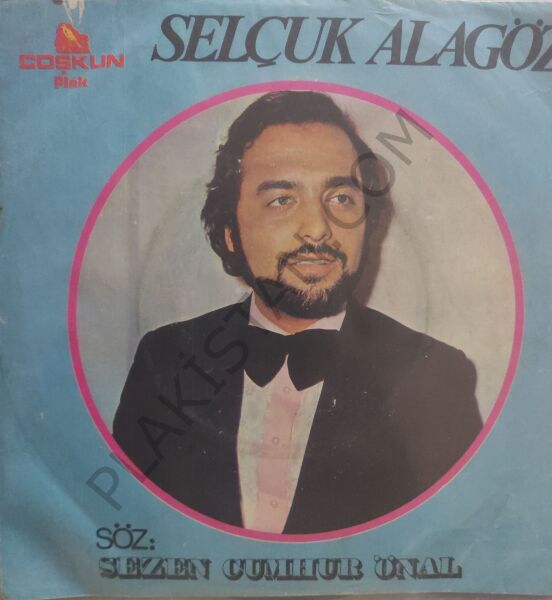 SELÇUK ALAGÖZ
COŞKUN
Plak
PLAKİSTAN.COM
SÖZ:
SEZEN CUMHUR ÖNAL